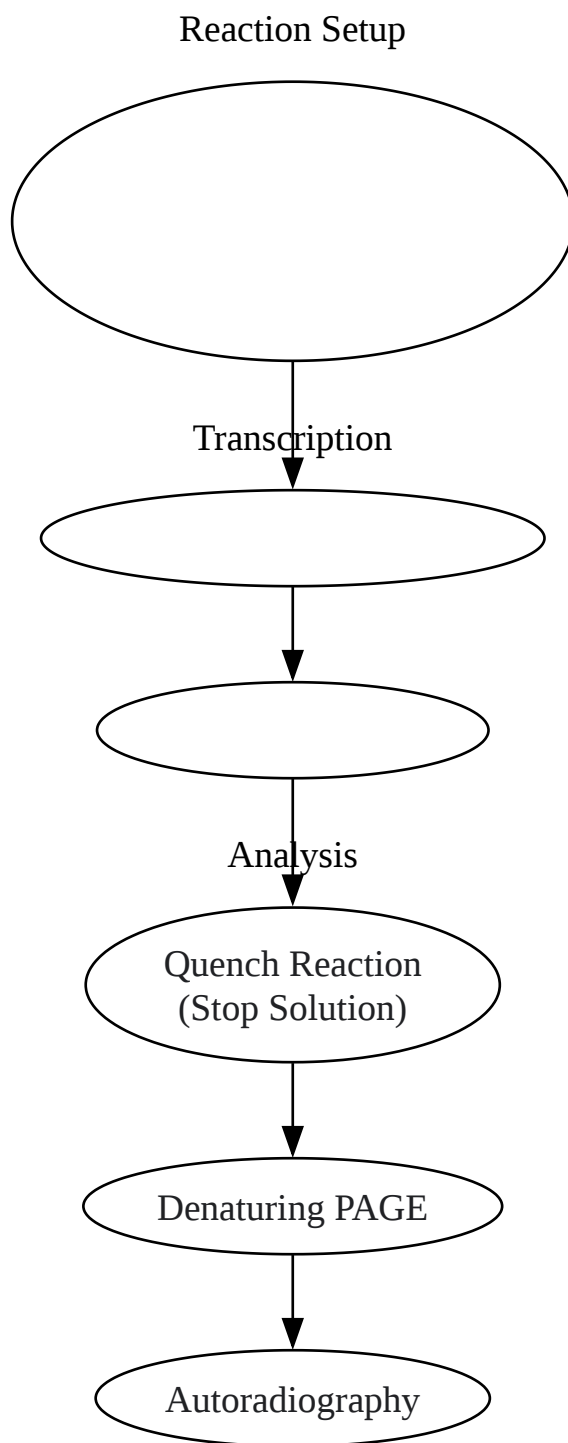 Reaction Setup
Transcription
Analysis
Quench Reaction
(Stop Solution)
Denaturing PAGE
Autoradiography